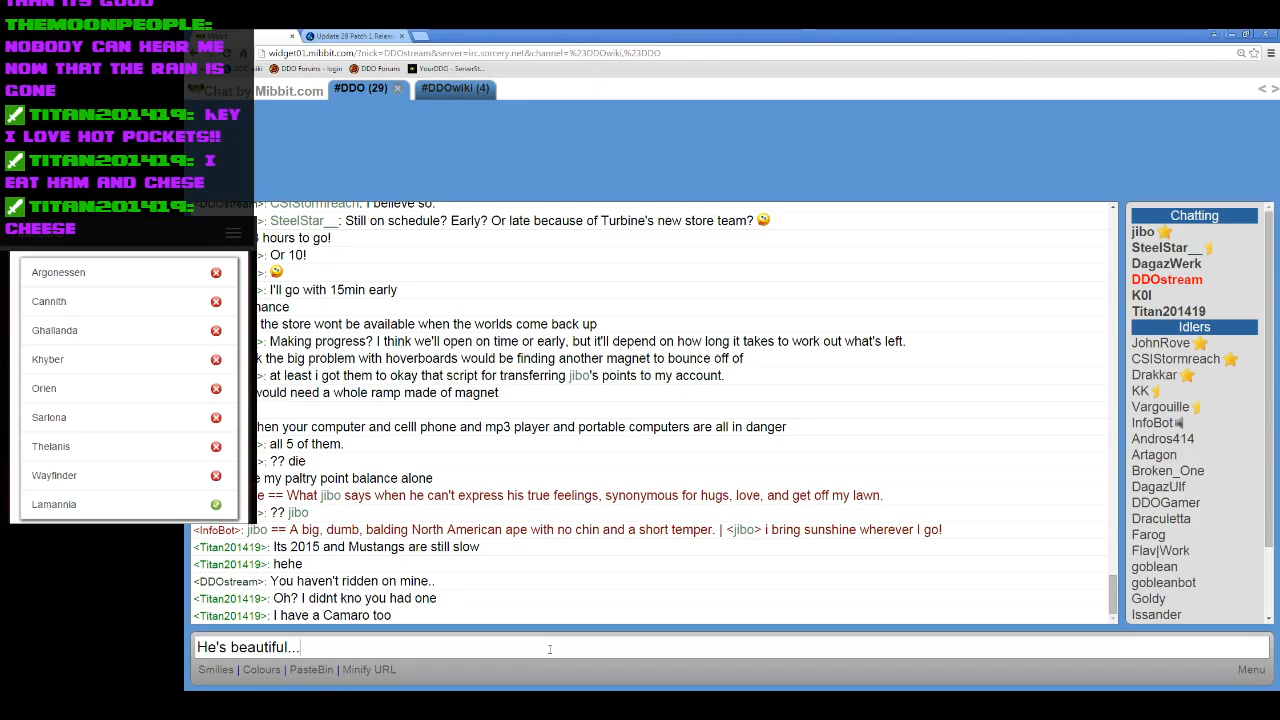 THAN ITS GOOD
THEMOONPEOPLE:
NOBODY CAN HEAR ME
NOW THAT THE RAIN IS
GONE
TITAN201419: HEY
I LOVE HOT POCKETS!!
TITAN201419: I
EAT HAM AND CHESE
TITAN201419:
CHEESE
Argonessen
Cannith
Ghallanda
Khyber
Orien
Sarlona
Thelanis
Wayfinder
Lamannia
Mibbit
Update 28 Patch 1 Releas
widget01.mibbit.com/?nick=DDOstream&server=irc.sorcery.net&channel=%23DDOwiki,%23DDO
DDO Forums - login
DDO Forums
YourDDO - ServerSt...
Chat by Mibbit.com
#DDO (29)
#DDOwiki (4)
<DDOstream>: CSIStormreach, I believe so.
: SteelStar__: Still on schedule? Early? Or ate because of Turbine's new store team?
hours to go!
: Or 10!
:
: I'll go with 15min early
the store wont be available when the worlds come back up
: Making progress? I think we'll open on time or early, but it'll depend on how long it takes to work out what's left.
k the big problem with hoverboards would be finding another magnet to bounce off of
: at least i got them to okay that script for transferring jibo's points to my account.
would need a whole ramp made of magnet
hen your computer and celll phone and mp3 player and portable computers are all in danger
: all 5 of them.
: ?? die
e my paltry point balance alone
e == What jibo says when he can't express his true feelings, synonymous for hugs, love, and get off my lawn.
: ?? jibo
<InfoBot>: jibo == A big, dumb, balding North American ape with no chin and a short temper. | <jibo> i bring sunshine wherever I go!
<Titan201419>: Its 2015 and Mustangs are still slow
<Titan201419>: hehe
<DDOstream>: You haven't ridden on mine..
<Titan201419>: Oh? I didnt kno you had one
<Titan201419>: I have a Camaro too
He's beautiful...
Smilies | Colours | PasteBin | Minify URL
Menu
Chatting
jibo
SteelStar__
DagazWerk
DDOstream
K0l
Titan201419
Idlers
JohnRove
CSIStormreach
Drakkar
KK
Vargouille
InfoBot
Andros414
Artagon
Broken_One
DagazUlf
DDOGamer
Draculetta
Farog
Flav|Work
goblean
gobleanbot
Goldy
Issander